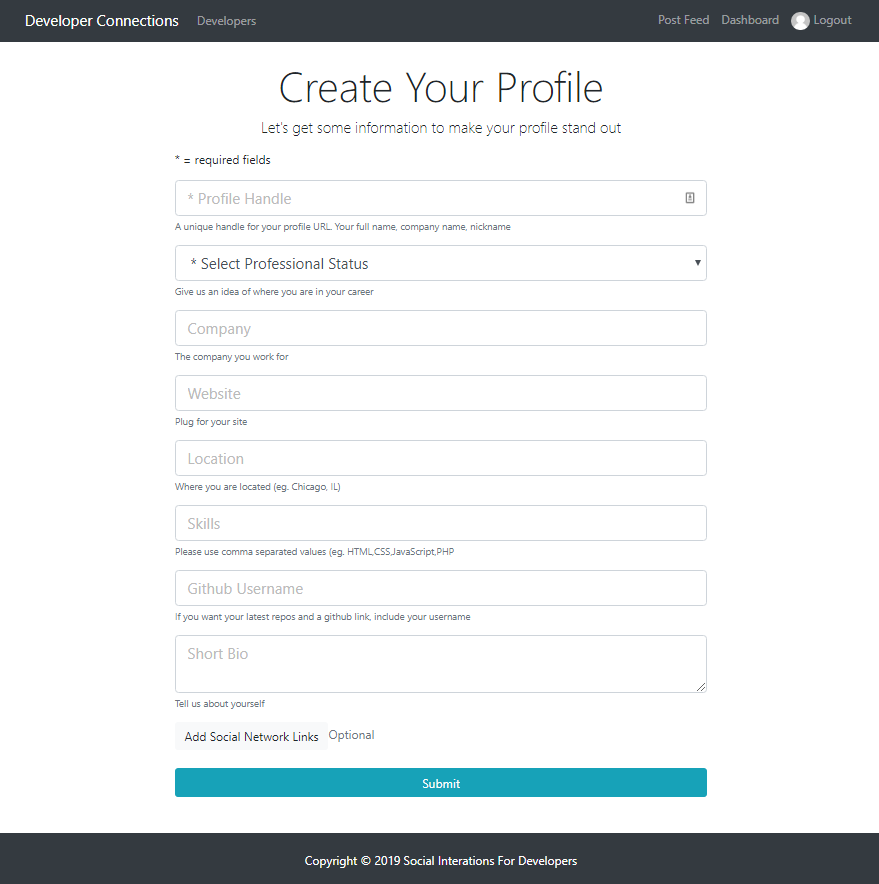 Developer Connections Developers Post Feed Dashboard Logout
Create Your Profile
Let's get some information to make your profile stand out
* = required fields
* Profile Handle
A unique handle for your profile URL. Your full name, company name, nickname
* Select Professional Status
Give us an idea of where you are in your career
Company
The company you work for
Website
Plug for your site
Location
Where you are located (eg. Chicago, IL)
Skills
Please use comma separated values (eg. HTML,CSS,JavaScript,PHP
Github Username
If you want your latest repos and a github link, include your username
Short Bio
Tell us about yourself
Add Social Network Links Optional
Submit
Copyright © 2019 Social Interations For Developers